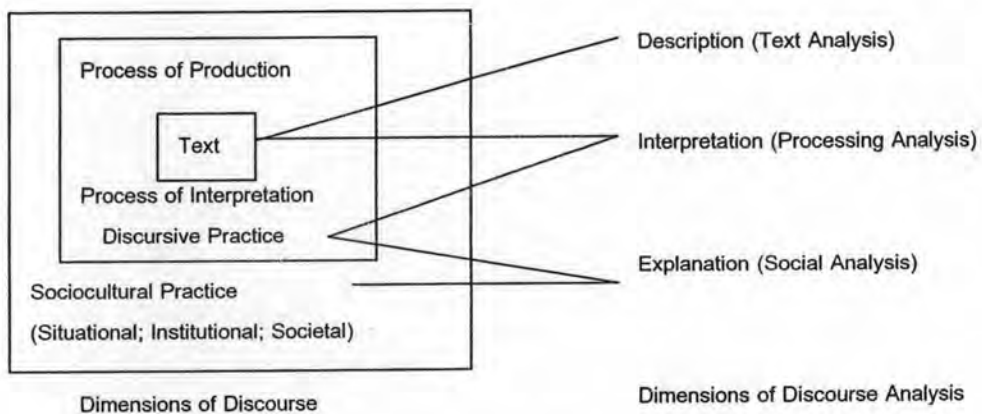 Process of Production
Text
Process of Interpretation
Discursive Practice
Sociocultural Practice
(Situational; Institutional; Societal)
Dimensions of Discourse
Description (Text Analysis)
Interpretation (Processing Analysis)
Explanation (Social Analysis)
Dimensions of Discourse Analysis